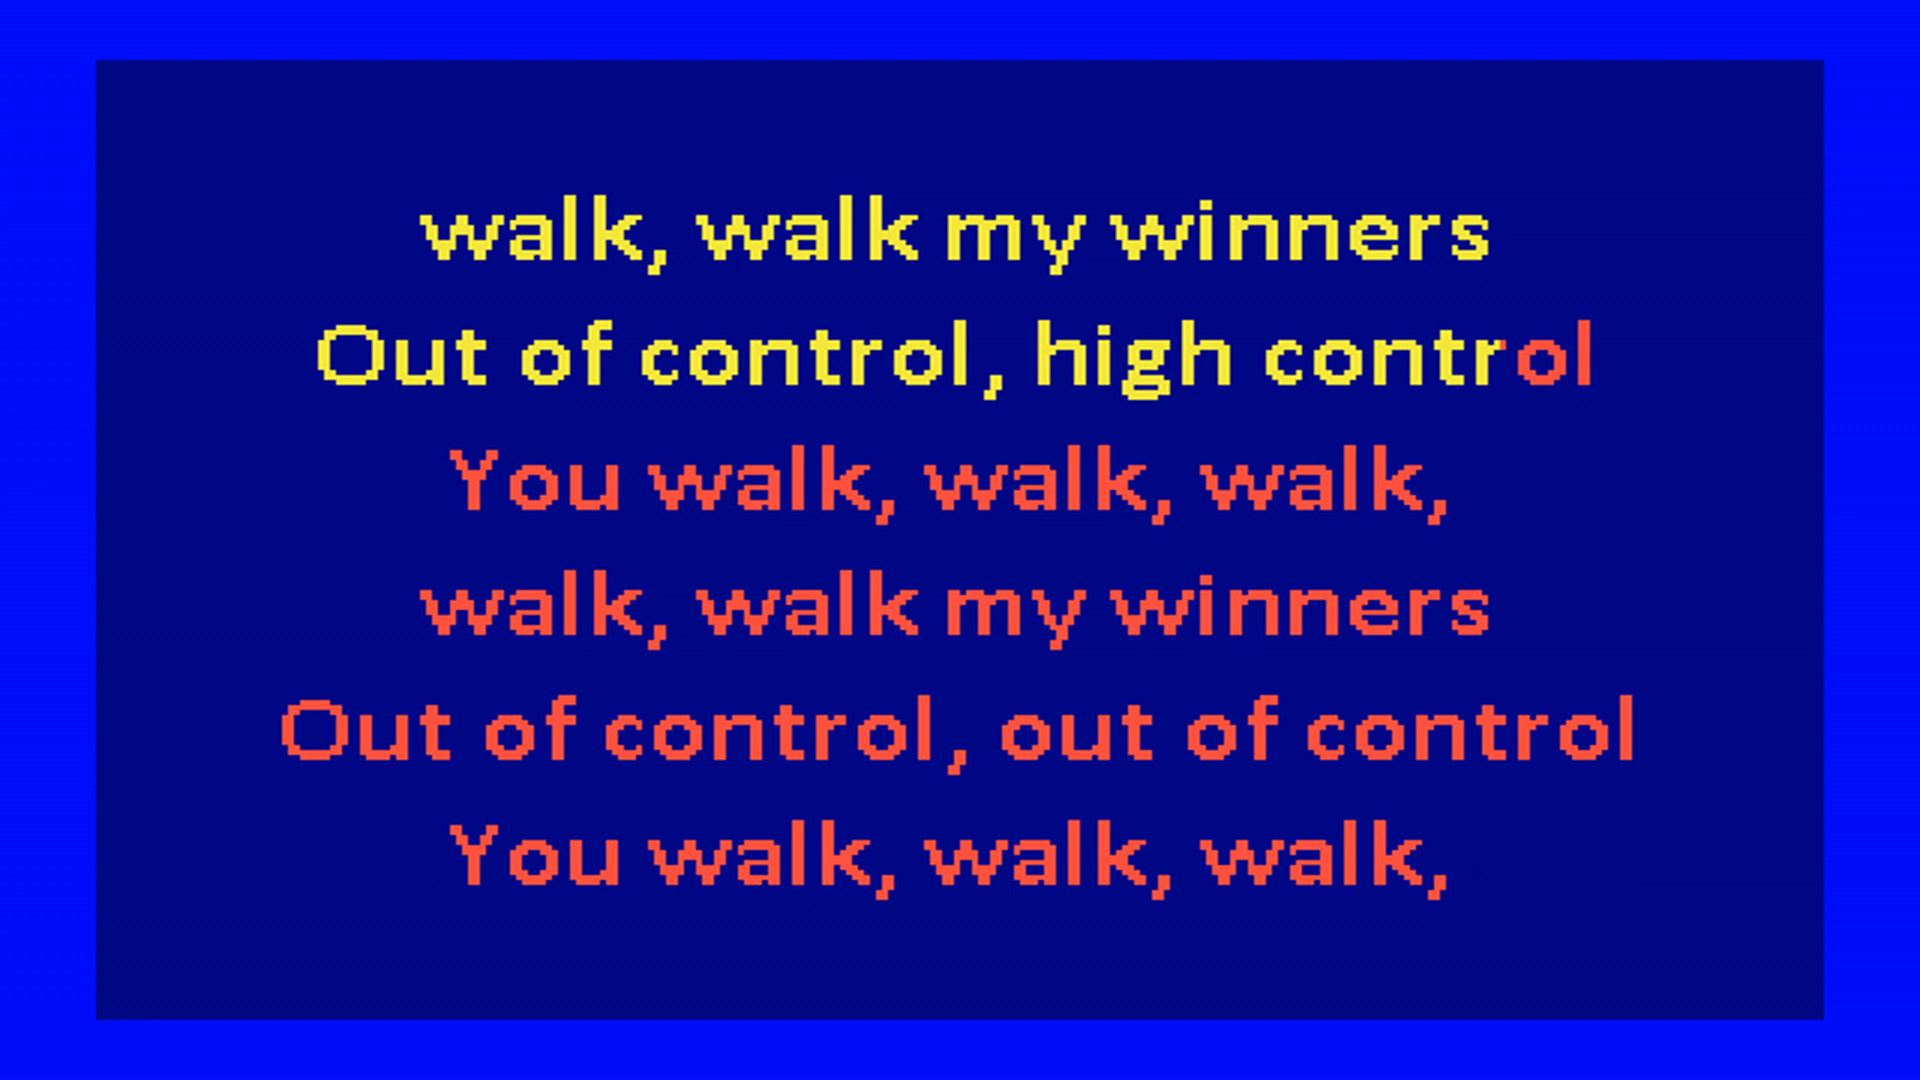 walk, walk my winners
Out of control, high control
You walk, walk, walk,
walk, walk my winners
Out of control, out of control
You walk, walk, walk,